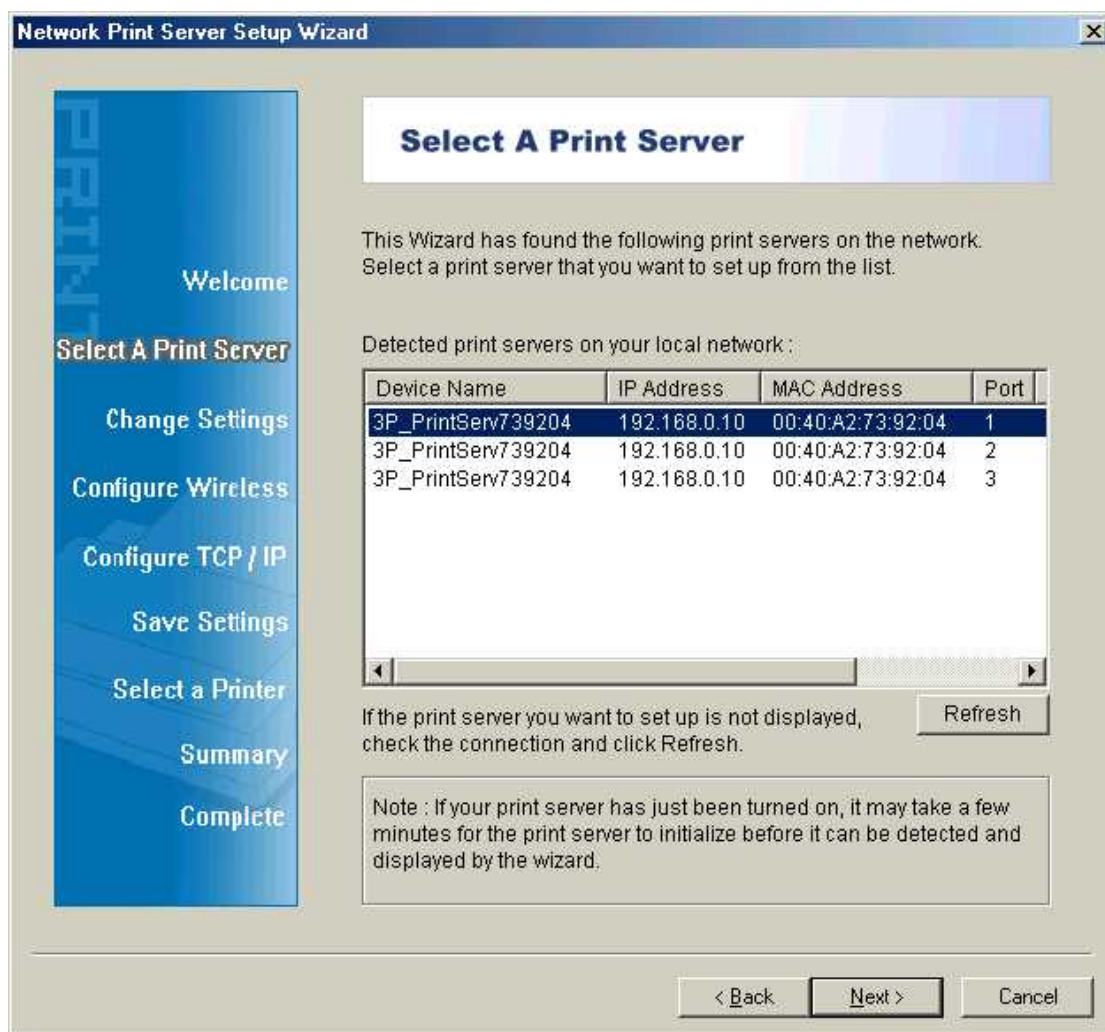 Network Print Server Setup Wizard
PRINT
Welcome
Select A Print Server
Change Settings
Configure Wireless
Configure TCP / IP
Save Settings
Select a Printer
Summary
Complete
Select A Print Server
This Wizard has found the following print servers on the network.
Select a print server that you want to set up from the list.
Detected print servers on your local network :
Device Name IP Address MAC Address Port
3P_PrintServ739204 192.168.0.10 00:40:A2:73:92:04 1
3P_PrintServ739204 192.168.0.10 00:40:A2:73:92:04 2
3P_PrintServ739204 192.168.0.10 00:40:A2:73:92:04 3
If the print server you want to set up is not displayed,
check the connection and click Refresh.
Refresh
Note : If your print server has just been turned on, it may take a few
minutes for the print server to initialize before it can be detected and
displayed by the wizard.
< Back Next > Cancel